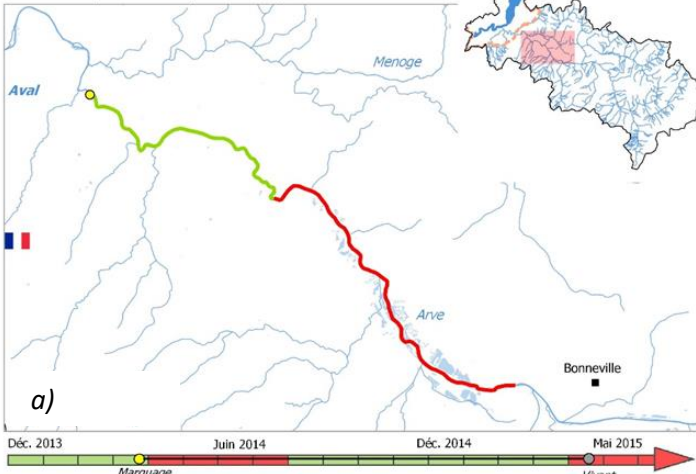 Menoge
Aval
Arve
Bonneville
a)
Déc. 2013 Juin 2014 Déc. 2014 Mai 2015
Marquage